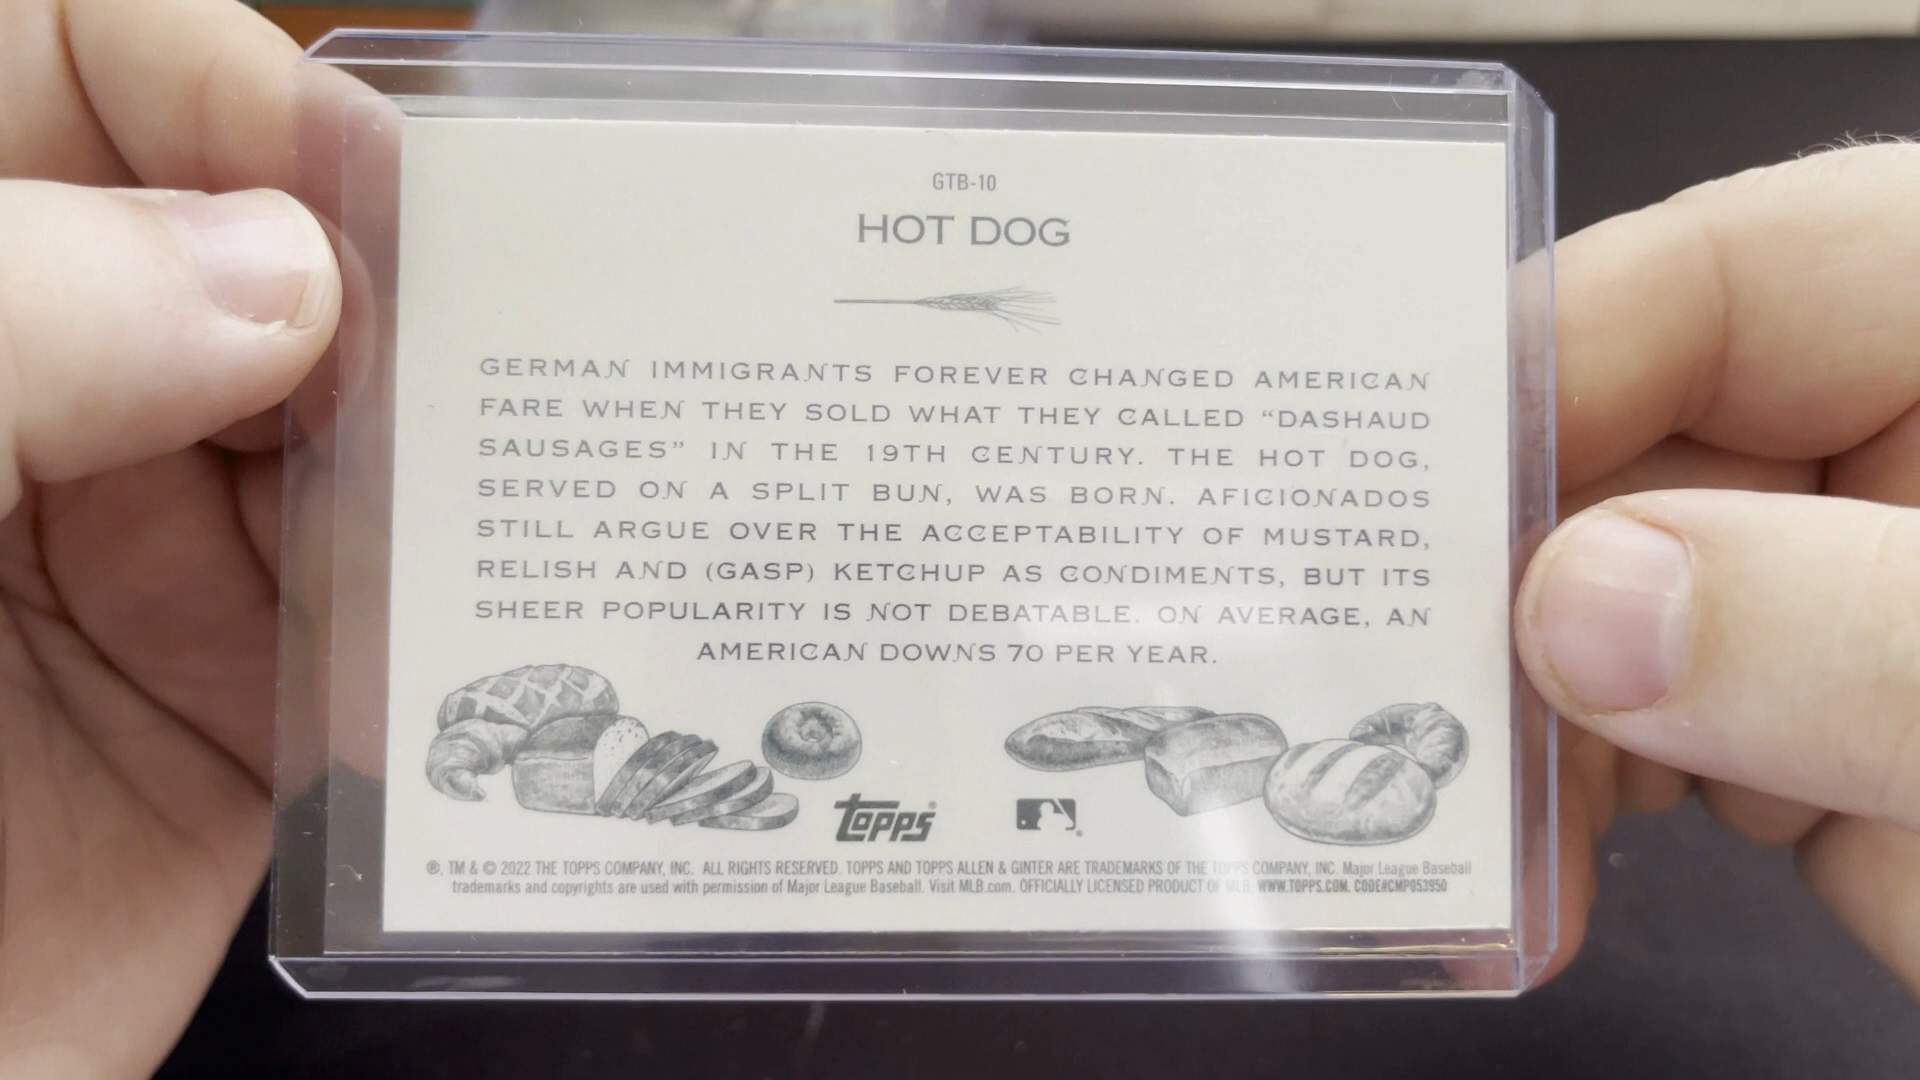 GTB-10
HOT DOG
GERMAN IMMIGRANTS FOREVER CHANGED AMERICAN
FARE WHEN THEY SOLD WHAT THEY CALLED “DASHAUD
SAUSAGES” IN THE 19TH CENTURY. THE HOT DOG,
SERVED ON A SPLIT BUN, WAS BORN. AFICIONADOS
STILL ARGUE OVER THE ACCEPTABILITY OF MUSTARD,
RELISH AND (GASP) KETCHUP AS CONDIMENTS, BUT ITS
SHEER POPULARITY IS NOT DEBATABLE. ON AVERAGE, AN
AMERICAN DOWNS 70 PER YEAR.
Topps®
®, TM & © 2022 THE TOPPS COMPANY, INC. ALL RIGHTS RESERVED. TOPPS AND TOPPS ALLEN & GINTER ARE TRADEMARKS OF THE TOPPS COMPANY, INC. Major League Baseball
trademarks and copyrights are used with permission of Major League Baseball. Visit MLB.com. OFFICIALLY LICENSED PRODUCT OF MLB. WWW.TOPPS.COM. CODE#CMP053950